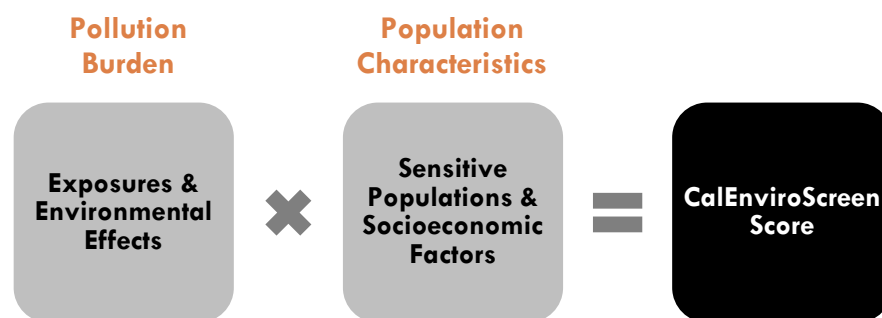 Pollution
Burden
Population
Characteristics
Exposures &
Environmental
Effects
Sensitive
Populations &
Socioeconomic
Factors
CalEnviroScreen
Score